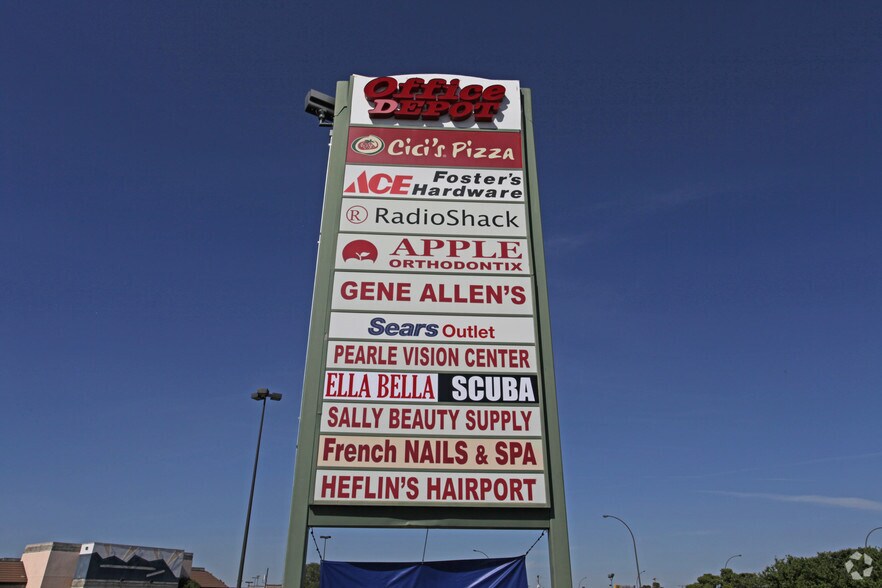 Office
DEPOT
CiCi's Pizza
ACE Foster's
Hardware
RadioShack
APPLE
ORTHODONTIX
GENE ALLEN'S
Sears Outlet
PEARLE VISION CENTER
ELLA BELLA SCUBA
SALLY BEAUTY SUPPLY
French NAILS & SPA
HEFLIN'S HAIRPORT